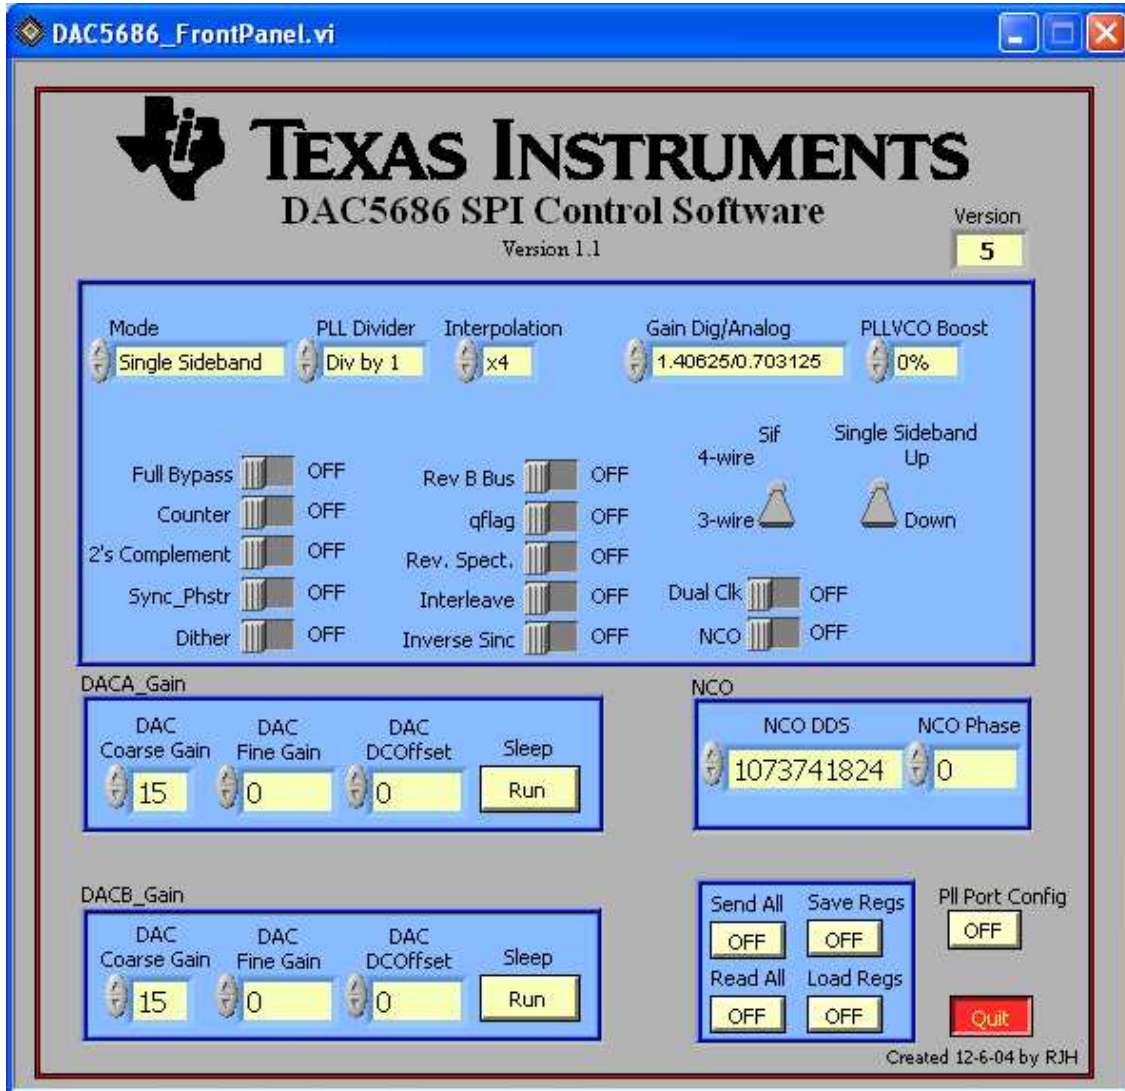 DAC5686_FrontPanel.vi
TEXAS INSTRUMENTS
DAC5686 SPI Control Software
Version 1.1
Version
5
Mode
PLL Divider
Interpolation
Gain Dig/Analog
PLLVCO Boost
Single Sideband
Div by 1
x4
1.40625/0.703125
0%
Sif
4-wire
3-wire
Single Sideband
Up
Down
Full Bypass OFF
Counter OFF
2's Complement OFF
Sync_Phstr OFF
Dither OFF
Rev B Bus OFF
qflag OFF
Rev. Spect. OFF
Interleave OFF
Inverse Sinc OFF
Dual Clk OFF
NCO OFF
DACA_Gain
DAC
Coarse Gain
DAC
Fine Gain
DAC
DCOffset
Sleep
15
0
0
Run
NCO
NCO DDS
NCO Phase
1073741824
0
DACB_Gain
DAC
Coarse Gain
DAC
Fine Gain
DAC
DCOffset
Sleep
15
0
0
Run
Send All
Save Regs
OFF
OFF
Read All
Load Regs
OFF
OFF
Pll Port Config
OFF
Quit
Created 12-6-04 by RJH